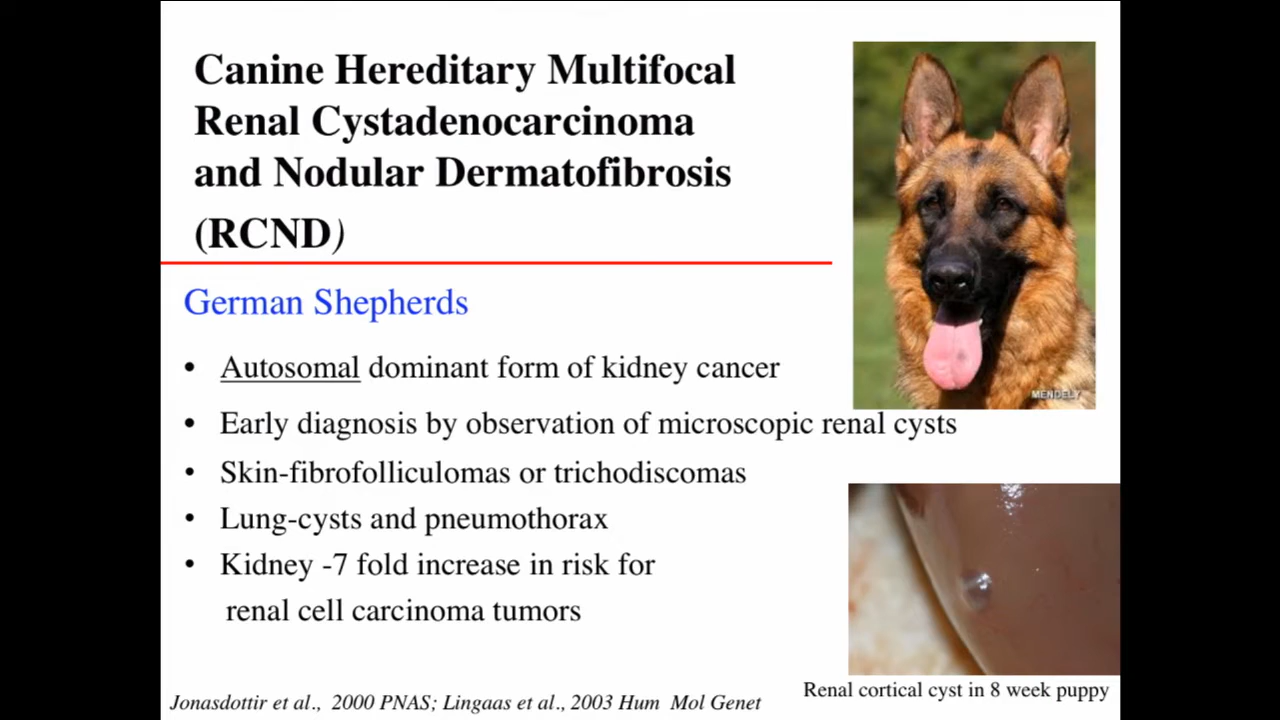 Canine Hereditary Multifocal
Renal Cystadenocarcinoma
and Nodular Dermatofibrosis
(RCND)
German Shepherds
• Autosomal dominant form of kidney cancer
• Early diagnosis by observation of microscopic renal cysts
• Skin-fibrofolliculomas or trichodiscomas
• Lung-cysts and pneumothorax
• Kidney -7 fold increase in risk for
renal cell carcinoma tumors
MENDELY
Renal cortical cyst in 8 week puppy
Jonasdottir et al., 2000 PNAS; Lingaas et al., 2003 Hum Mol Genet